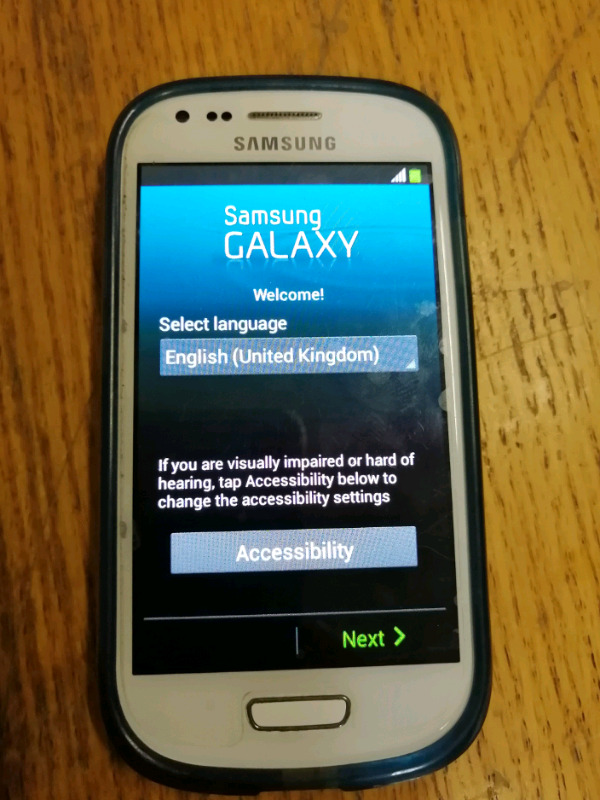 SAMSUNG
Samsung
GALAXY
Welcome!
Select language
English (United Kingdom)
If you are visually impaired or hard of
hearing, tap Accessibility below to
change the accessibility settings
Accessibility
Next